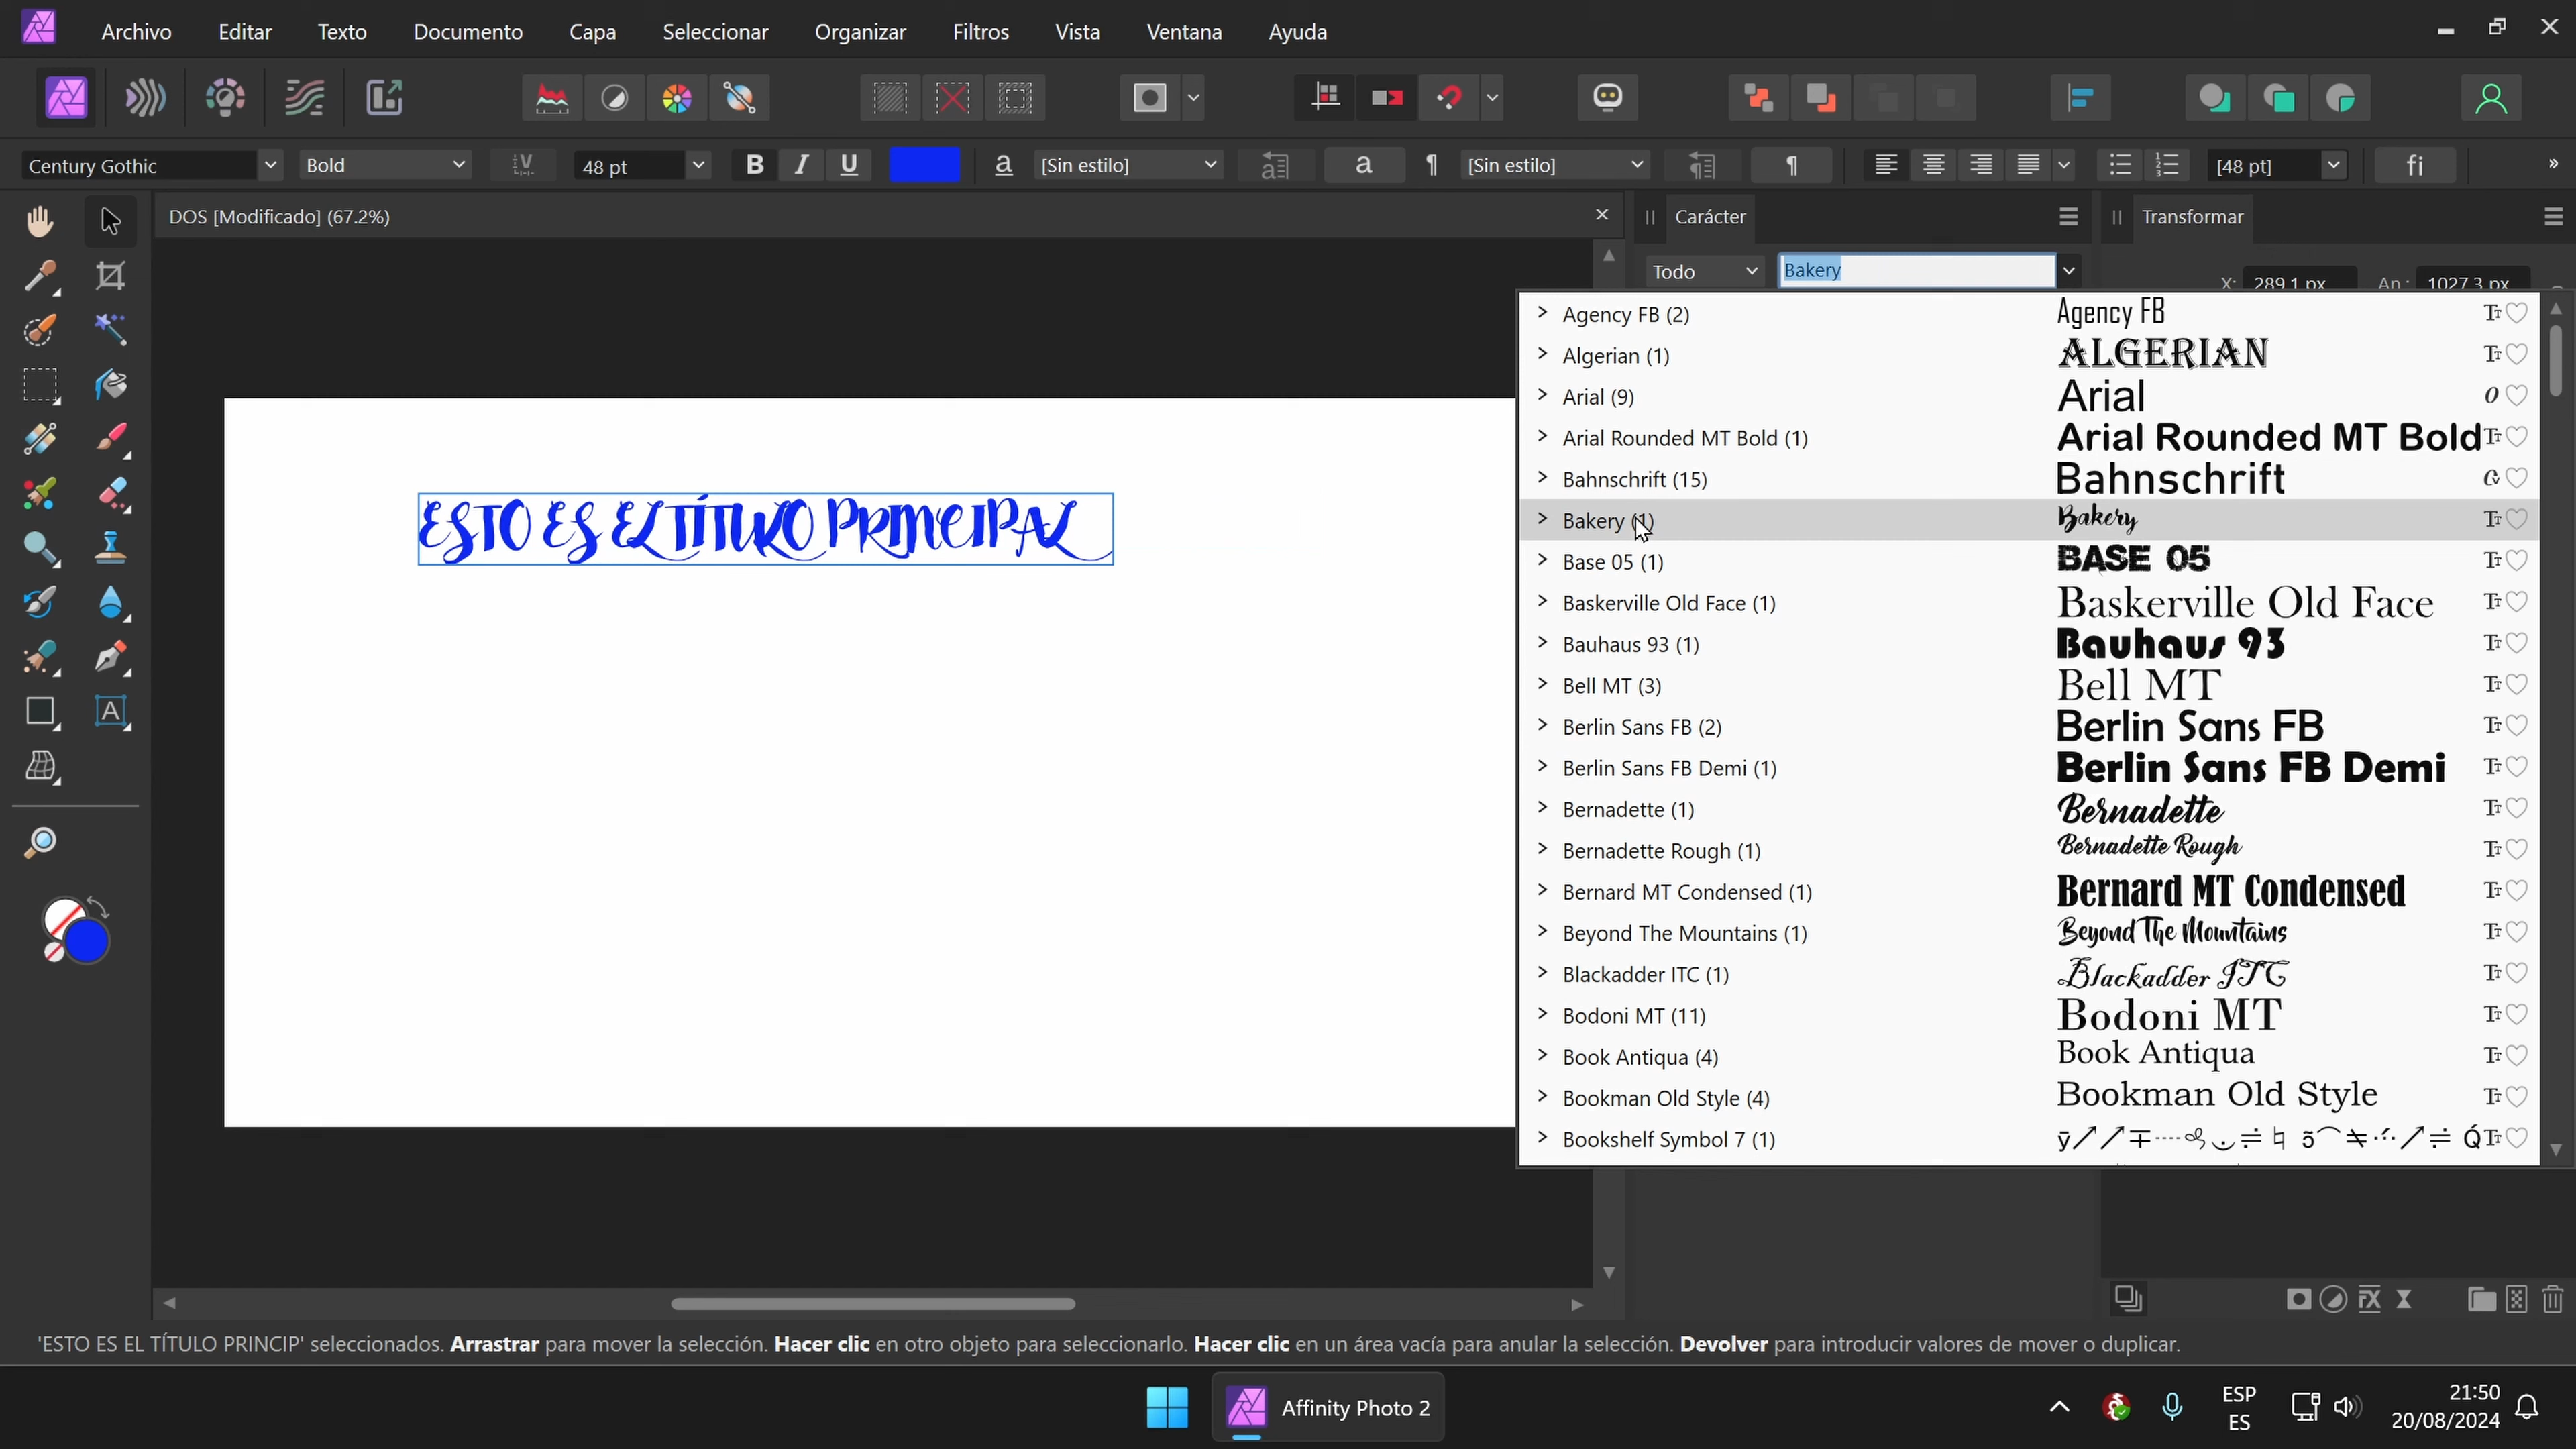 Archivo Editar Texto Documento Capa Seleccionar Organizar Filtros Vista Ventana Ayuda
Century Gothic Bold 48 pt B I U a [Sin estilo] a ¶ [Sin estilo] ¶ [48 pt] fi »
DOS [Modificado] (67.2%)
Carácter
Transformar
Todo Bakery
X: 289.1 px An.: 1027.3 px
ESTO ES EL TÍTULO PRINCIPAL
Agency FB (2) Agency FB
Algerian (1) ALGERIAN
Arial (9) Arial
Arial Rounded MT Bold (1) Arial Rounded MT Bold
Bahnschrift (15) Bahnschrift
Bakery (1) Bakery
Base 05 (1) BASE 05
Baskerville Old Face (1) Baskerville Old Face
Bauhaus 93 (1) Bauhaus 93
Bell MT (3) Bell MT
Berlin Sans FB (2) Berlin Sans FB
Berlin Sans FB Demi (1) Berlin Sans FB Demi
Bernadette (1) Bernadette
Bernadette Rough (1) Bernadette Rough
Bernard MT Condensed (1) Bernard MT Condensed
Beyond The Mountains (1) Beyond The Mountains
Blackadder ITC (1) Blackadder ITC
Bodoni MT (11) Bodoni MT
Book Antiqua (4) Book Antiqua
Bookman Old Style (4) Bookman Old Style
Bookshelf Symbol 7 (1)
'ESTO ES EL TÍTULO PRINCIP' seleccionados. Arrastrar para mover la selección. Hacer clic en otro objeto para seleccionarlo. Hacer clic en un área vacía para anular la selección. Devolver para introducir valores de mover o duplicar.
Affinity Photo 2
ESP
ES
21:50
20/08/2024